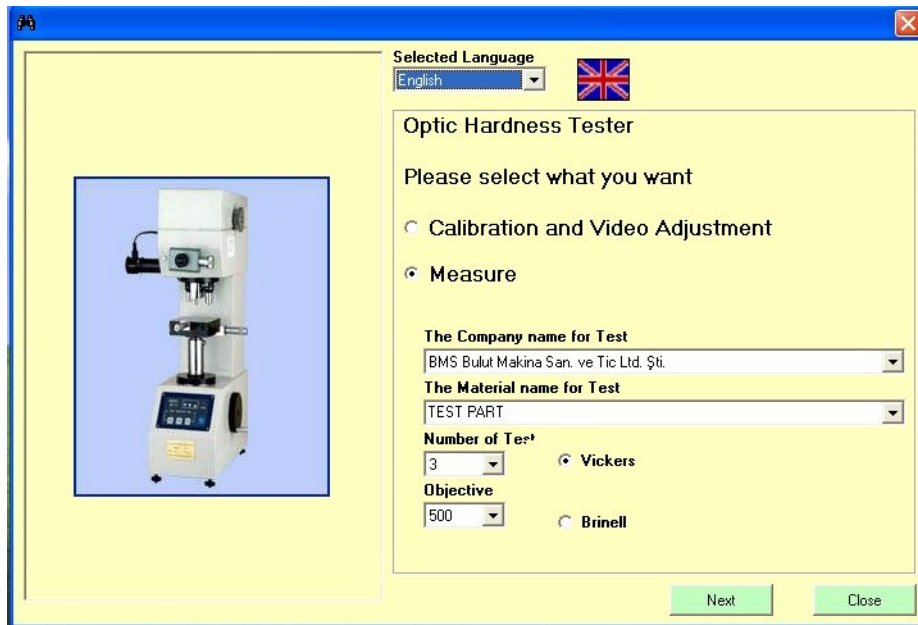 Selected Language
English
Optic Hardness Tester
Please select what you want
Calibration and Video Adjustment
Measure
The Company name for Test
BMS Bulut Makina San. ve Tic Ltd. Şti.
The Material name for Test
TEST PART
Number of Test
3
Vickers
Objective
500
Brinell
Next
Close